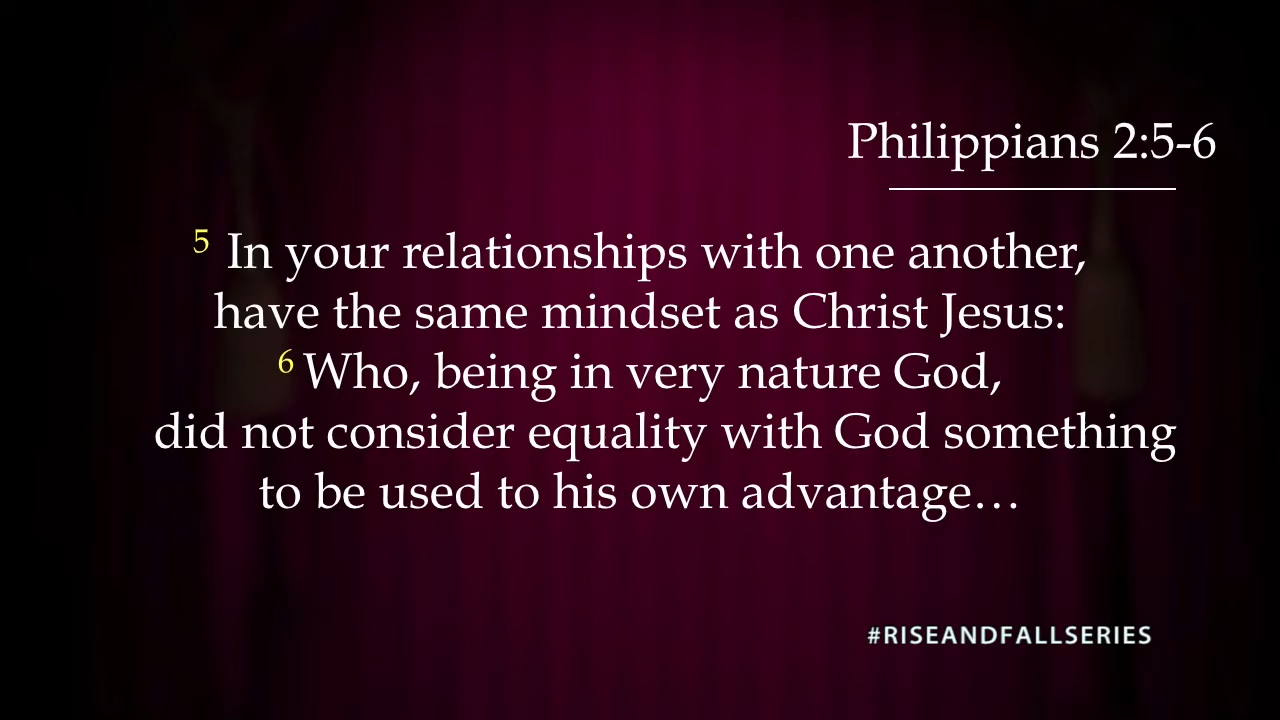 Philippians 2:5-6
5 In your relationships with one another,
have the same mindset as Christ Jesus:
6 Who, being in very nature God,
did not consider equality with God something
to be used to his own advantage…
#RISEANDFALLSERIES